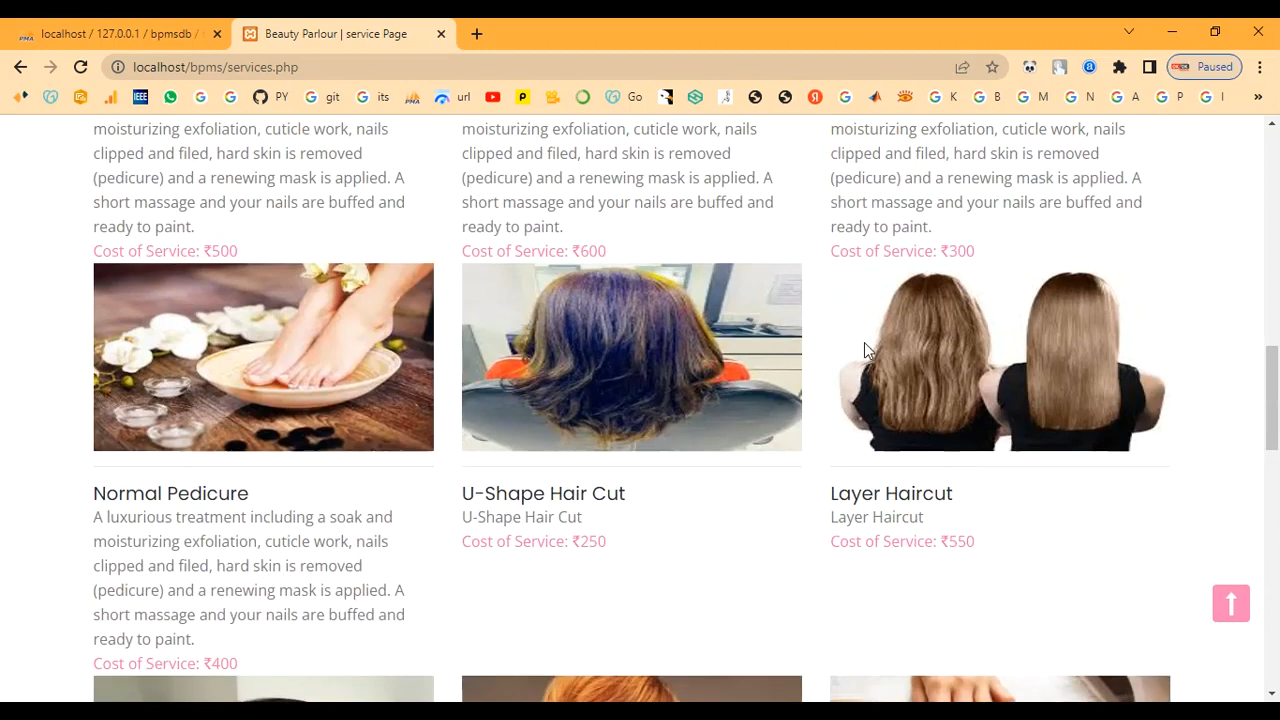 localhost / 127.0.0.1 / bpmsdb /
Beauty Parlour | service Page
localhost/bpms/services.php
Paused
PY
git
its
url
Go
K
B
M
N
A
P
I
moisturizing exfoliation, cuticle work, nails
clipped and filed, hard skin is removed
(pedicure) and a renewing mask is applied. A
short massage and your nails are buffed and
ready to paint.
Cost of Service: ₹500
moisturizing exfoliation, cuticle work, nails
clipped and filed, hard skin is removed
(pedicure) and a renewing mask is applied. A
short massage and your nails are buffed and
ready to paint.
Cost of Service: ₹600
moisturizing exfoliation, cuticle work, nails
clipped and filed, hard skin is removed
(pedicure) and a renewing mask is applied. A
short massage and your nails are buffed and
ready to paint.
Cost of Service: ₹300
Normal Pedicure
A luxurious treatment including a soak and
moisturizing exfoliation, cuticle work, nails
clipped and filed, hard skin is removed
(pedicure) and a renewing mask is applied. A
short massage and your nails are buffed and
ready to paint.
Cost of Service: ₹400
U-Shape Hair Cut
U-Shape Hair Cut
Cost of Service: ₹250
Layer Haircut
Layer Haircut
Cost of Service: ₹550